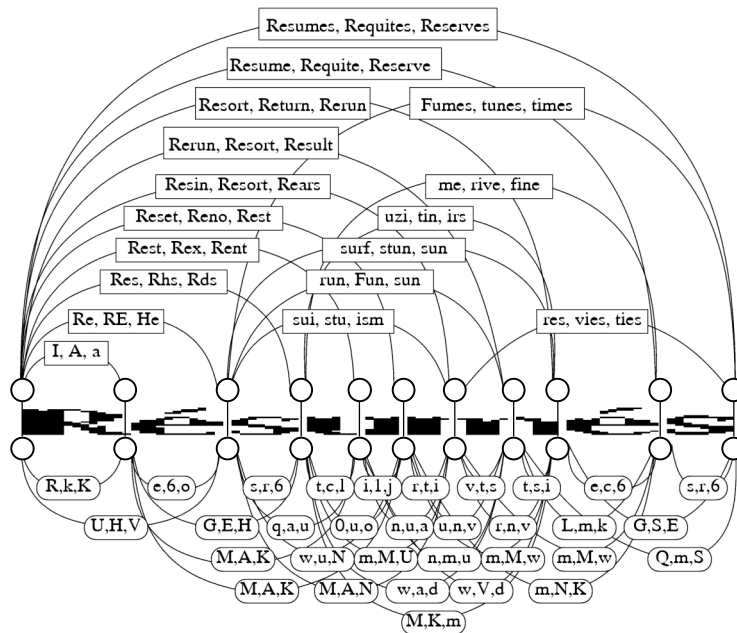 Resumes, Requites, Reserves
Resume, Requite, Reserve
Resort, Return, Rerun
Fumes, tunes, times
Rerun, Resort, Result
Resin, Resort, Rears
me, rive, fine
Reset, Reno, Rest
uzi, tin, irs
Rest, Rex, Rent
surf, stun, sun
Res, Rhs, Rds
run, Fun, sun
Re, RE, He
sui, stu, ism
res, vies, ties
I, A, a
R,k,K
e,6,o
s,r,6
t,c,l
i,l,j
r,t,i
v,t,s
t,s,i
e,c,6
s,r,6
U,H,V
G,E,H
q,a,u
0,u,o
n,u,a
u,n,v
r,n,v
L,m,k
G,S,E
M,A,K
w,u,N
m,M,U
n,m,u
m,M,w
m,M,w
Q,m,S
M,A,K
M,A,N
w,a,d
w,V,d
m,N,K
M,K,m